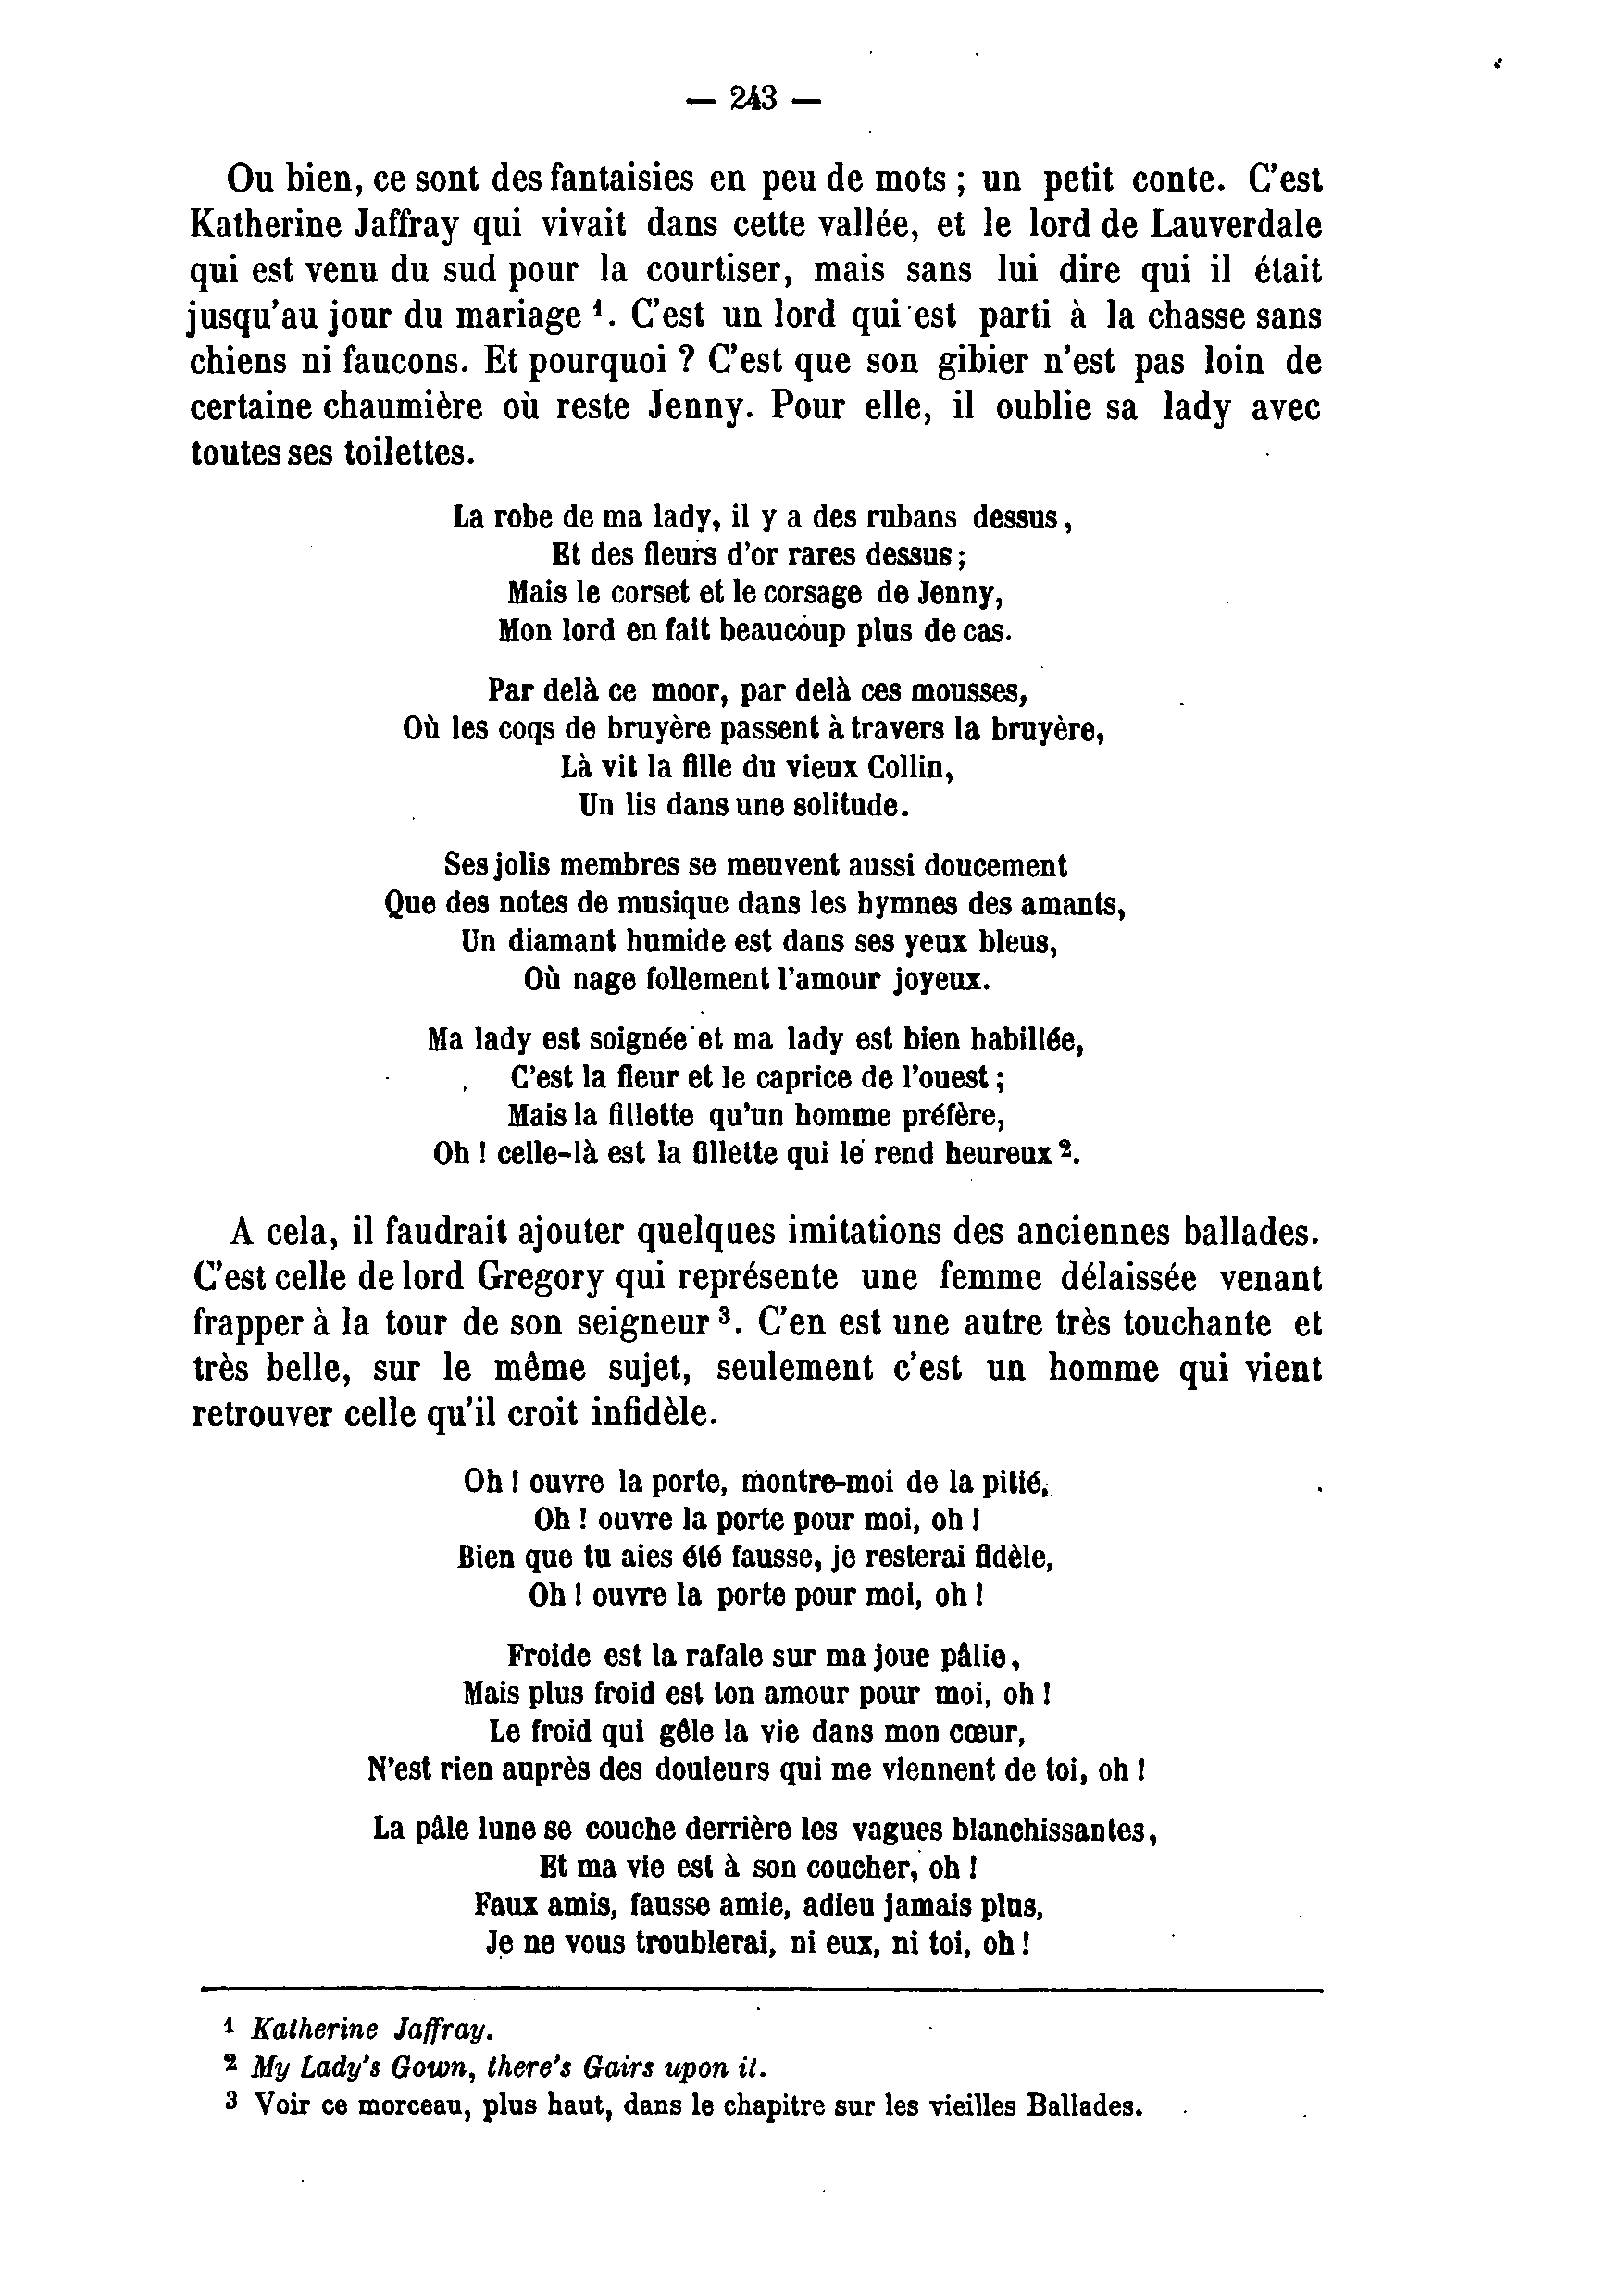 — 243 —
Ou bien, ce sont des fantaisies en peu de mots ; un petit conte. C'est
Katherine Jaffray qui vivait dans cette vallée, et le lord de Lauverdale
qui est venu du sud pour la courtiser, mais sans lui dire qui il était
jusqu'au jour du mariage ¹. C'est un lord qui est parti à la chasse sans
chiens ni faucons. Et pourquoi ? C'est que son gibier n'est pas loin de
certaine chaumière où reste Jenny. Pour elle, il oublie sa lady avec
toutes ses toilettes.
La robe de ma lady, il y a des rubans dessus,
Et des fleurs d'or rares dessus ;
Mais le corset et le corsage de Jenny,
Mon lord en fait beaucoup plus de cas.
Par delà ce moor, par delà ces mousses,
Où les coqs de bruyère passent à travers la bruyère,
Là vit la fille du vieux Collin,
Un lis dans une solitude.
Ses jolis membres se meuvent aussi doucement
Que des notes de musique dans les hymnes des amants,
Un diamant humide est dans ses yeux bleus,
Où nage follement l'amour joyeux.
Ma lady est soignée et ma lady est bien habillée,
C'est la fleur et le caprice de l'ouest ;
Mais la fillette qu'un homme préfère,
Oh ! celle-là est la fillette qui le rend heureux ².
A cela, il faudrait ajouter quelques imitations des anciennes ballades.
C'est celle de lord Gregory qui représente une femme délaissée venant
frapper à la tour de son seigneur ³. C'en est une autre très touchante et
très belle, sur le même sujet, seulement c'est un homme qui vient
retrouver celle qu'il croit infidèle.
Oh ! ouvre la porte, montre-moi de la pitié,
Oh ! ouvre la porte pour moi, oh !
Bien que tu aies été fausse, je resterai fidèle,
Oh ! ouvre la porte pour moi, oh !
Froide est la rafale sur ma joue pâlie,
Mais plus froid est ton amour pour moi, oh !
Le froid qui gêle la vie dans mon cœur,
N'est rien auprès des douleurs qui me viennent de toi, oh !
La pâle lune se couche derrière les vagues blanchissantes,
Et ma vie est à son coucher, oh !
Faux amis, fausse amie, adieu jamais plus,
Je ne vous troublerai, ni eux, ni toi, oh !
¹ Katherine Jaffray.
² My Lady's Gown, there's Gairs upon it.
³ Voir ce morceau, plus haut, dans le chapitre sur les vieilles Ballades.